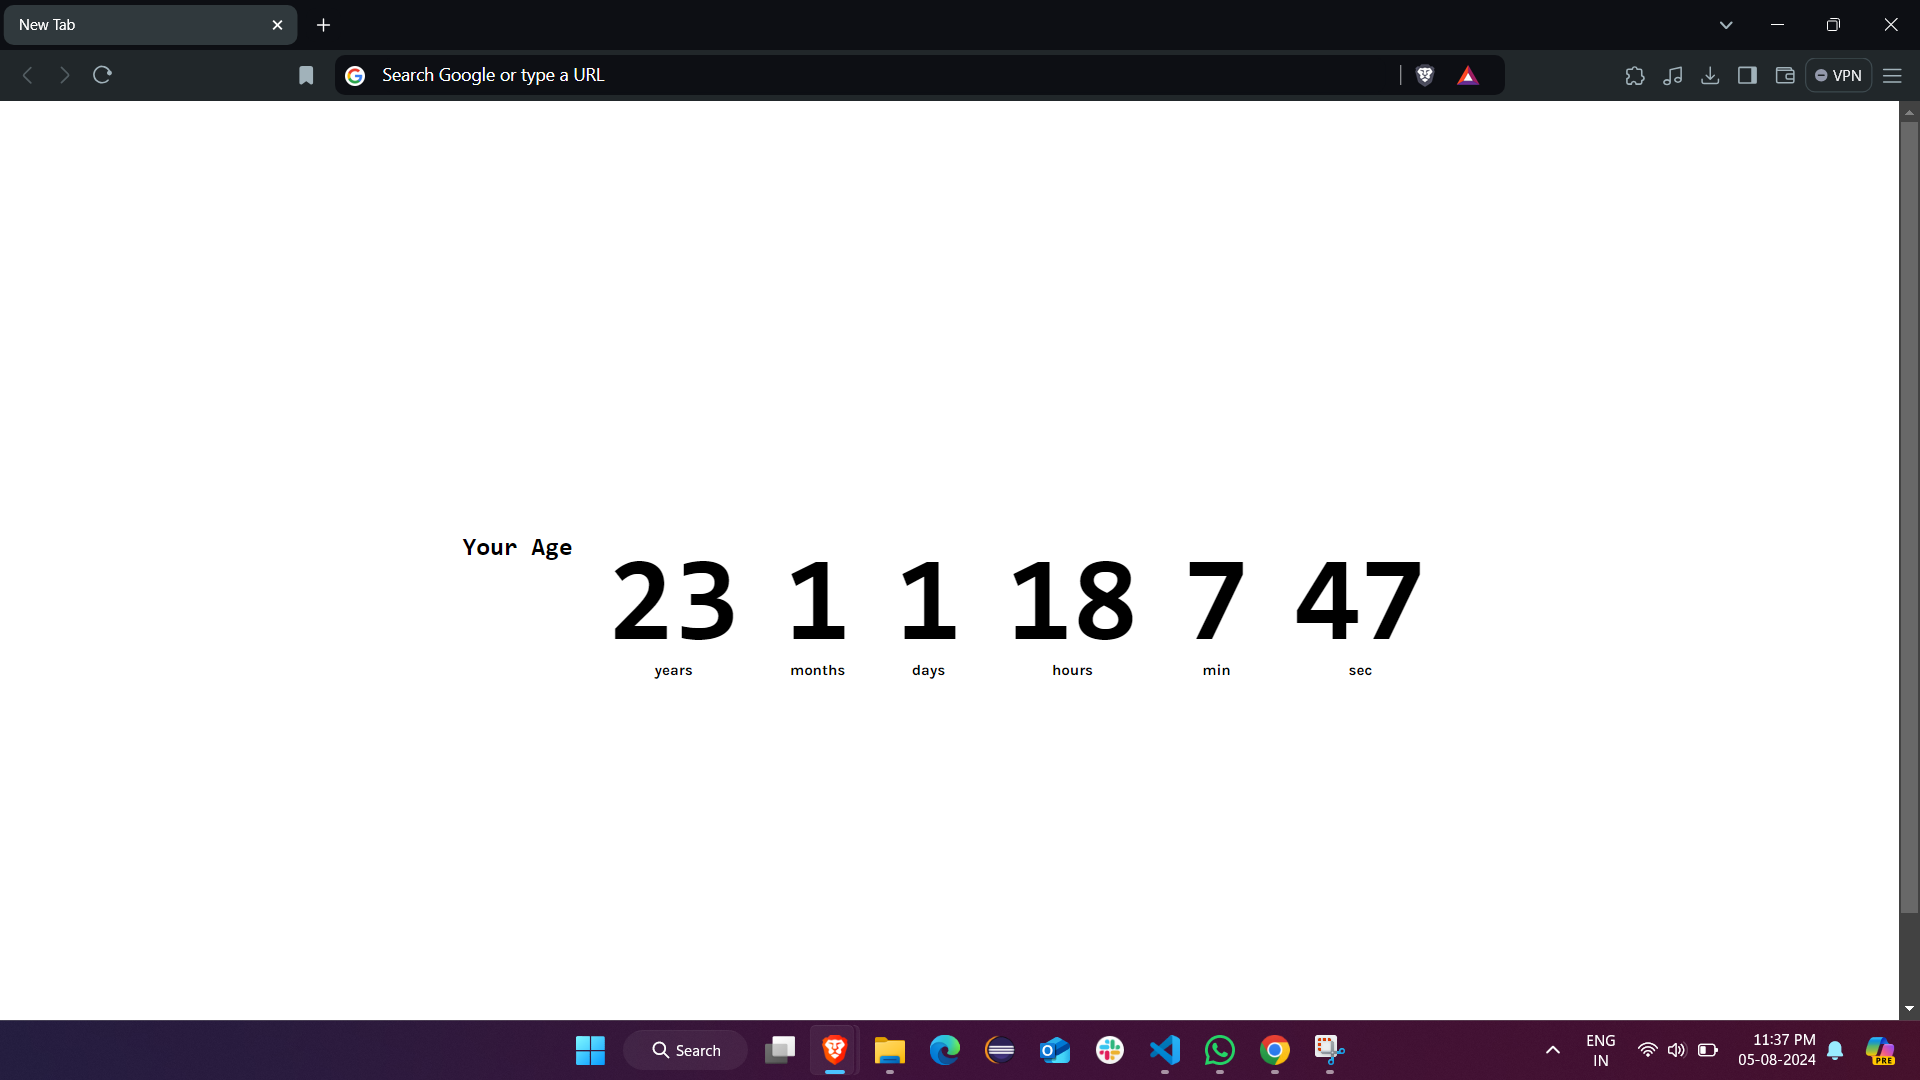 New Tab
Search Google or type a URL
VPN
Your Age
23 1 1 18 7 47
years months days hours min sec
Search
ENG
IN
11:37 PM
05-08-2024
PRE